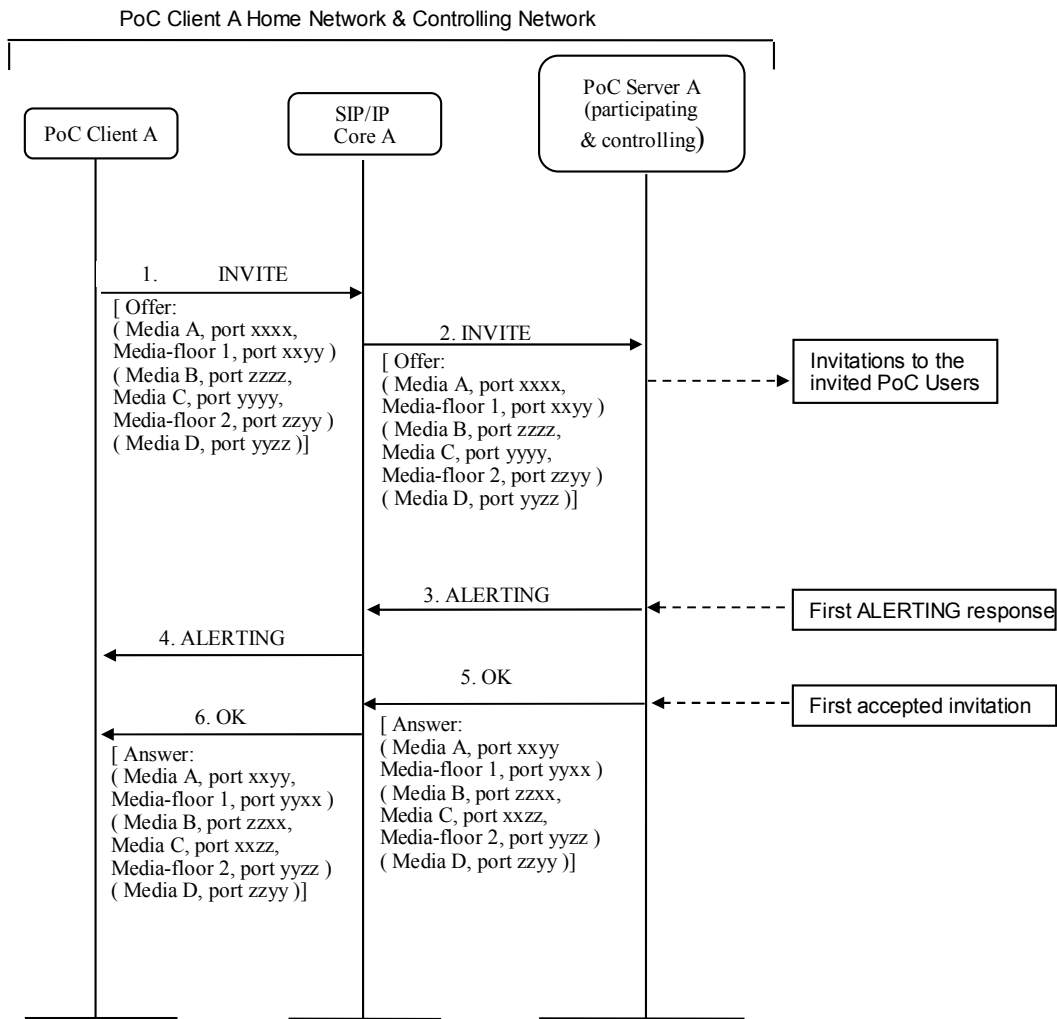 PoC Client A Home Network & Controlling Network
PoC Client A
SIP/IP
Core A
PoC Server A
(participating
& controlling)
1. INVITE
[ Offer:
( Media A, port xxxx,
Media-floor 1, port xxyy )
( Media B, port zzzz,
Media C, port yyyy,
Media-floor 2, port zzyy )
( Media D, port yyzz )]
2. INVITE
[ Offer:
( Media A, port xxxx,
Media-floor 1, port xxyy )
( Media B, port zzzz,
Media C, port yyyy,
Media-floor 2, port zzyy )
( Media D, port yyzz )]
Invitations to the
invited PoC Users
3. ALERTING
First ALERTING response
4. ALERTING
5. OK
First accepted invitation
[ Answer:
( Media A, port xxyy
Media-floor 1, port yyxx )
( Media B, port zzxx,
Media C, port xxzz,
Media-floor 2, port yyzz )
( Media D, port zzyy )]
6. OK
[ Answer:
( Media A, port xxyy,
Media-floor 1, port yyxx )
( Media B, port zzxx,
Media C, port xxzz,
Media-floor 2, port yyzz )
( Media D, port zzyy )]